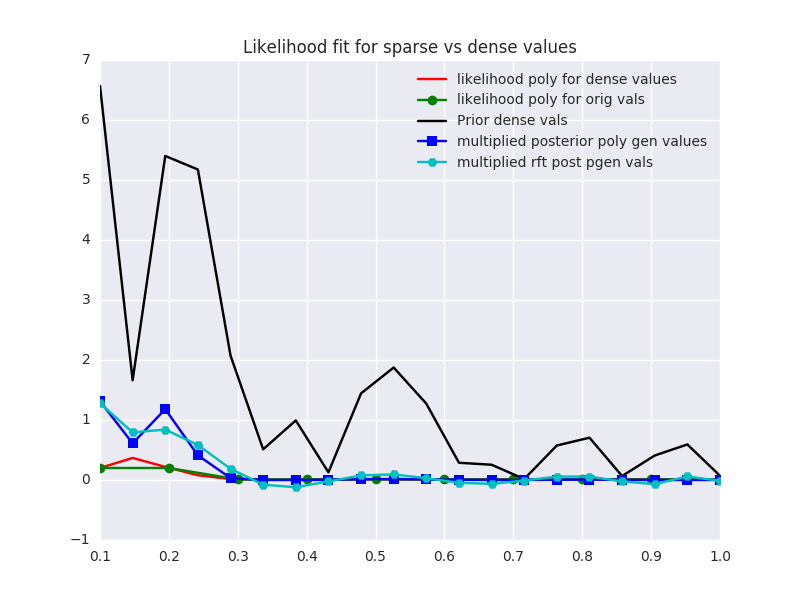 Likelihood fit for sparse vs dense values
7
6
5
4
3
2
1
0
−1
likelihood poly for dense values
likelihood poly for orig vals
Prior dense vals
multiplied posterior poly gen values
multiplied rft post pgen vals
0.1 0.2 0.3 0.4 0.5 0.6 0.7 0.8 0.9 1.0